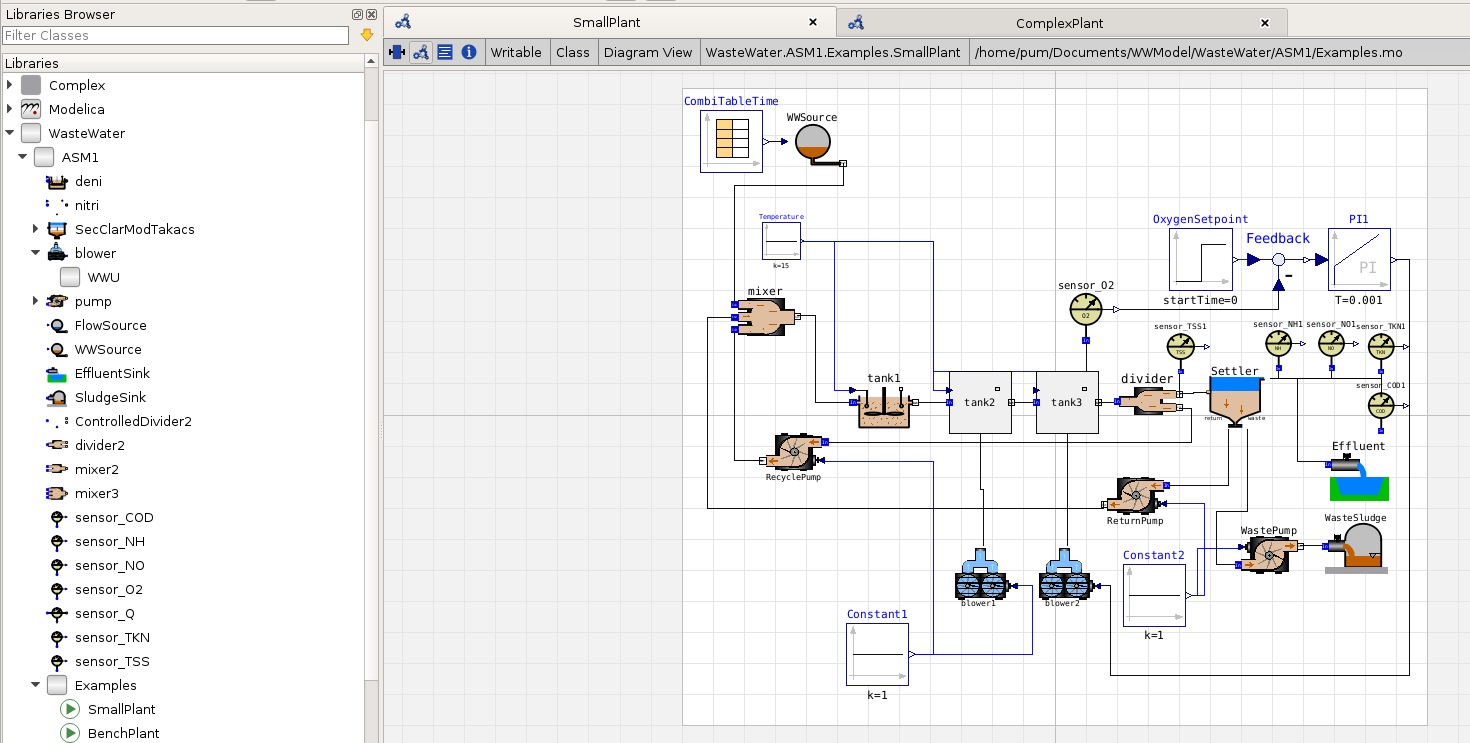 Libraries Browser
Filter Classes
Libraries
Complex
Modelica
WasteWater
ASM1
deni
nitri
SecClarModTakacs
blower
WWU
pump
FlowSource
WWSource
EffluentSink
SludgeSink
ControlledDivider2
divider2
mixer2
mixer3
sensor_COD
sensor_NH
sensor_NO
sensor_O2
sensor_Q
sensor_TKN
sensor_TSS
Examples
SmallPlant
BenchPlant
SmallPlant
ComplexPlant
Writable Class Diagram View WasteWater.ASM1.Examples.SmallPlant /home/pum/Documents/WWModel/WasteWater/ASM1/Examples.mo
CombiTableTime
WWSource
Temperature
k=15
OxygenSetpoint
Feedback
PI1
PI
startTime=0
T=0.001
sensor_O2
O2
mixer
sensor_TSS1
TSS
sensor_NH1
NH
sensor_NO1
NO
sensor_TKN1
TKN
tank1
tank2
tank3
divider
Settler
return
waste
sensor_COD1
COD
RecyclePump
Effluent
ReturnPump
WastePump
WasteSludge
blower1
blower2
Constant2
k=1
Constant1
k=1